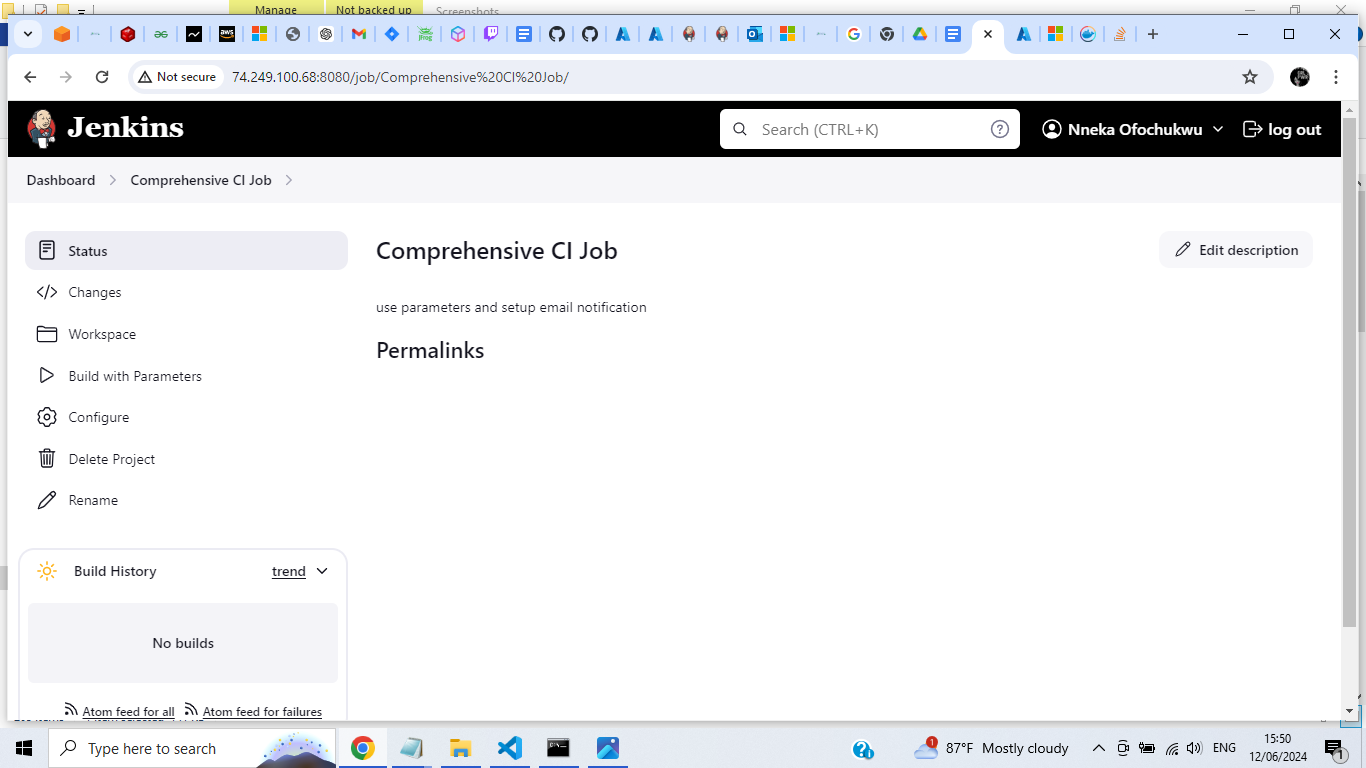 Manage
Not backed up
Screenshots
Not secure
74.249.100.68:8080/job/Comprehensive%20CI%20Job/
Jenkins
Search (CTRL+K)
Nneka Ofochukwu
log out
Dashboard
Comprehensive CI Job
Status
Changes
Workspace
Build with Parameters
Configure
Delete Project
Rename
Comprehensive CI Job
Edit description
use parameters and setup email notification
Permalinks
Build History
trend
No builds
Atom feed for all
Atom feed for failures
Type here to search
1
87°F Mostly cloudy
ENG
15:50
12/06/2024
1